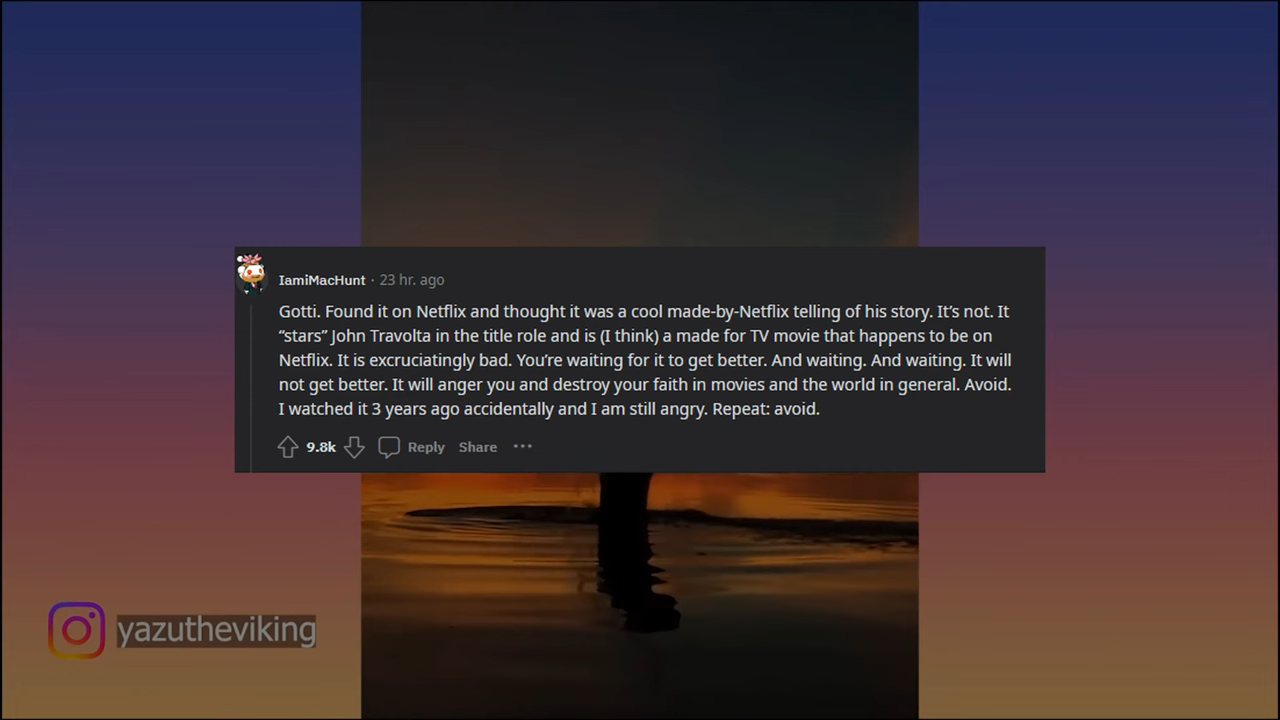 IamiMacHunt · 23 hr. ago
Gotti. Found it on Netflix and thought it was a cool made-by-Netflix telling of his story. It’s not. It
“stars” John Travolta in the title role and is (I think) a made for TV movie that happens to be on
Netflix. It is excruciatingly bad. You’re waiting for it to get better. And waiting. And waiting. It will
not get better. It will anger you and destroy your faith in movies and the world in general. Avoid.
I watched it 3 years ago accidentally and I am still angry. Repeat: avoid.
9.8k Reply Share ···
yazutheviking